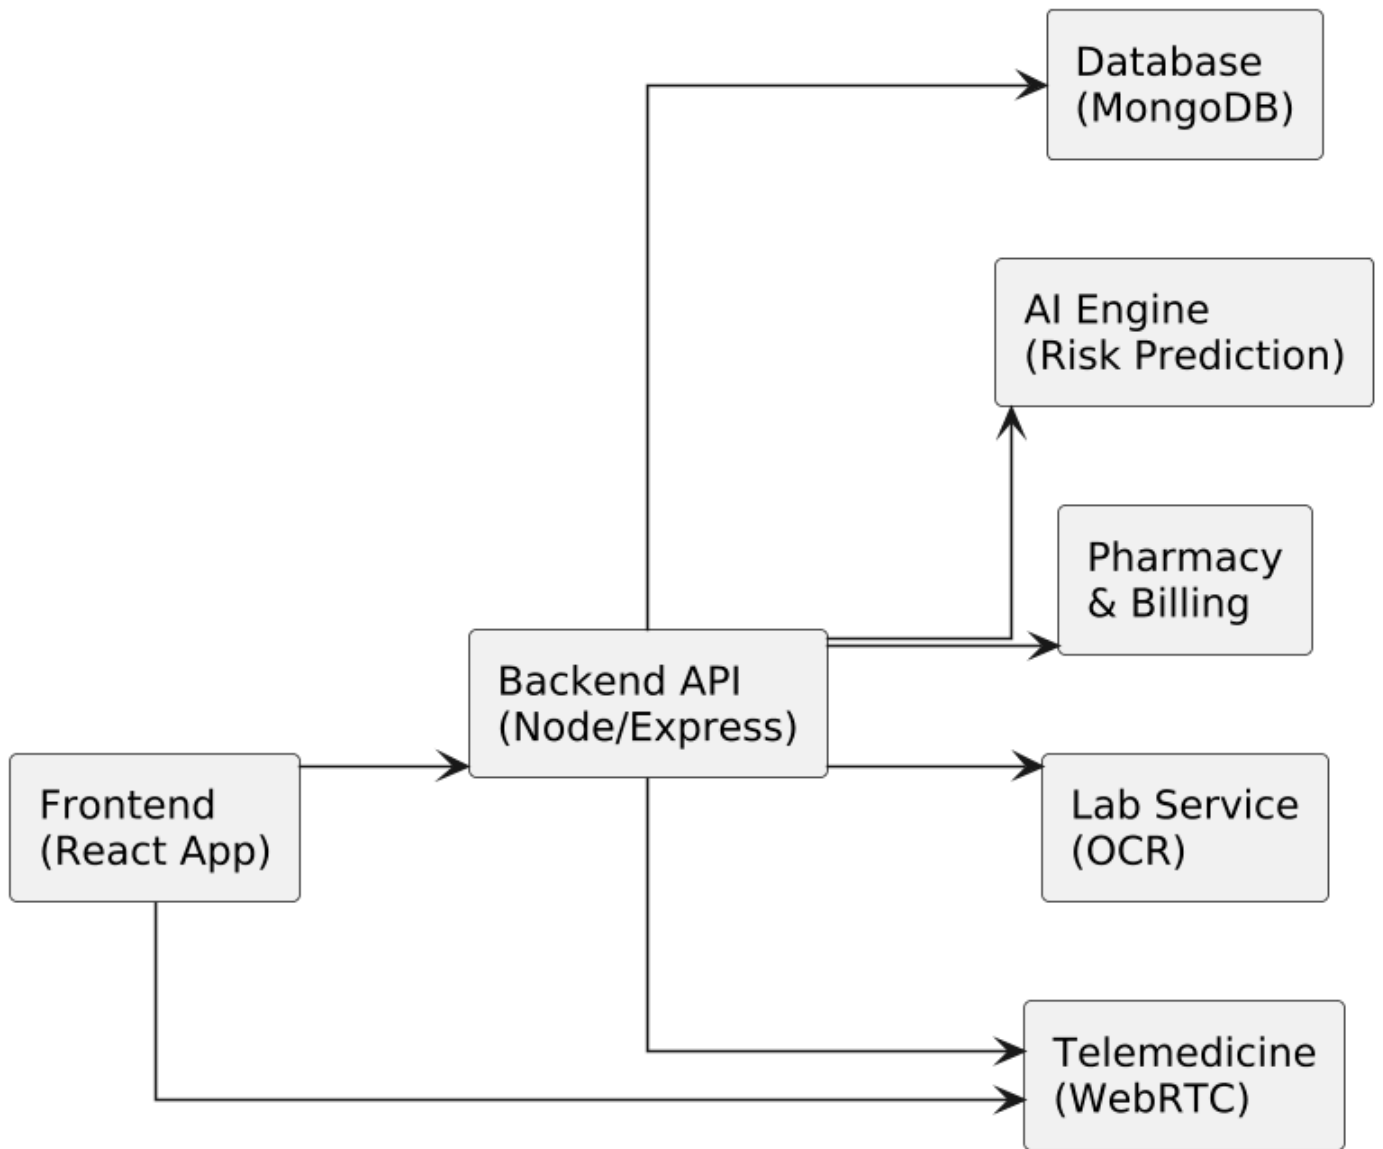 Database
(MongoDB)
AI Engine
(Risk Prediction)
Pharmacy
& Billing
Backend API
(Node/Express)
Frontend
(React App)
Lab Service
(OCR)
Telemedicine
(WebRTC)